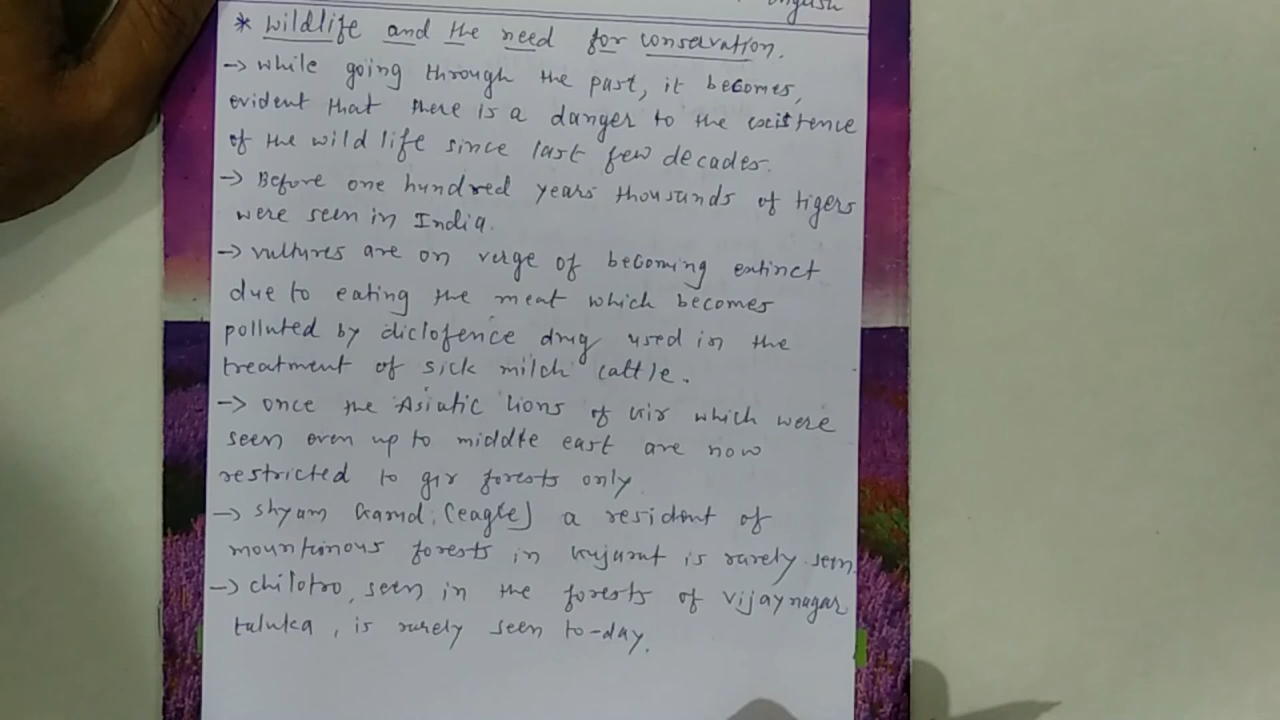 English
* Wildlife and the need for conservation.
→ while going through the past, it becomes,
evident that there is a danger to the existence
of the wild life since last few decades.
→ Before one hundred years thousands of tigers
were seen in India.
→ vultures are on verge of becoming extinct
due to eating the meat which becomes
polluted by diclofence drug used in the
treatment of sick milch cattle.
→ once the Asiatic lions of Gir which were
seen even up to middle east are now
restricted to gir forests only
→ shyam Garud (eagle) a resident of
mountinous forests in Gujarat is rarely seen.
→ chilotro, seen in the forests of vijaynagar
taluka, is rarely seen to-day.